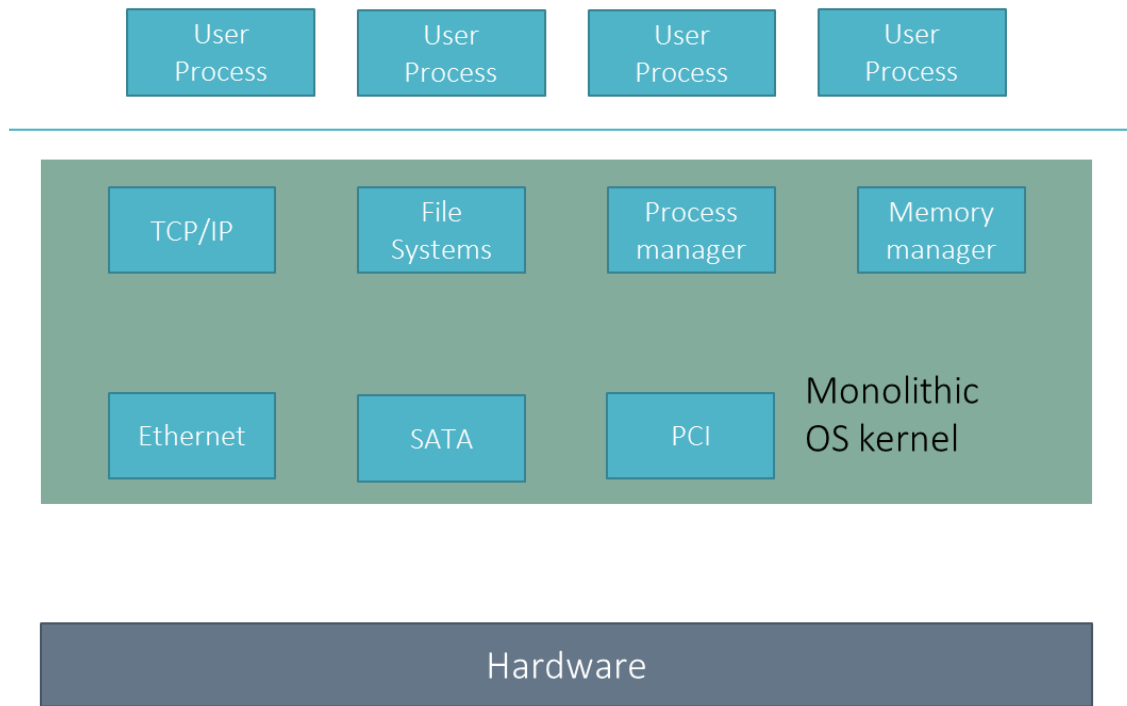 User
Process
User
Process
User
Process
User
Process
TCP/IP
File
Systems
Process
manager
Memory
manager
Ethernet
SATA
PCI
Monolithic
OS kernel
Hardware